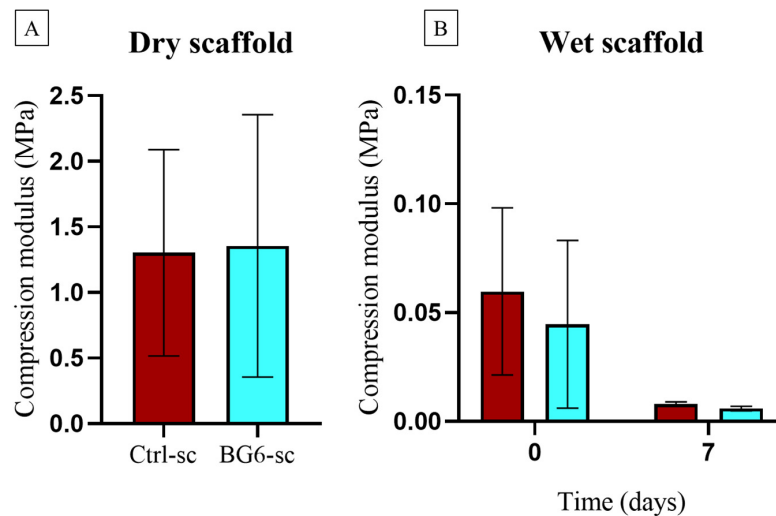 A
Dry scaffold
Compression modulus (MPa)
2.5
2.0
1.5
1.0
0.5
0.0
Ctrl-sc BG6-sc
B
Wet scaffold
Compression modulus (MPa)
0.15
0.10
0.05
0.00
0 7
Time (days)